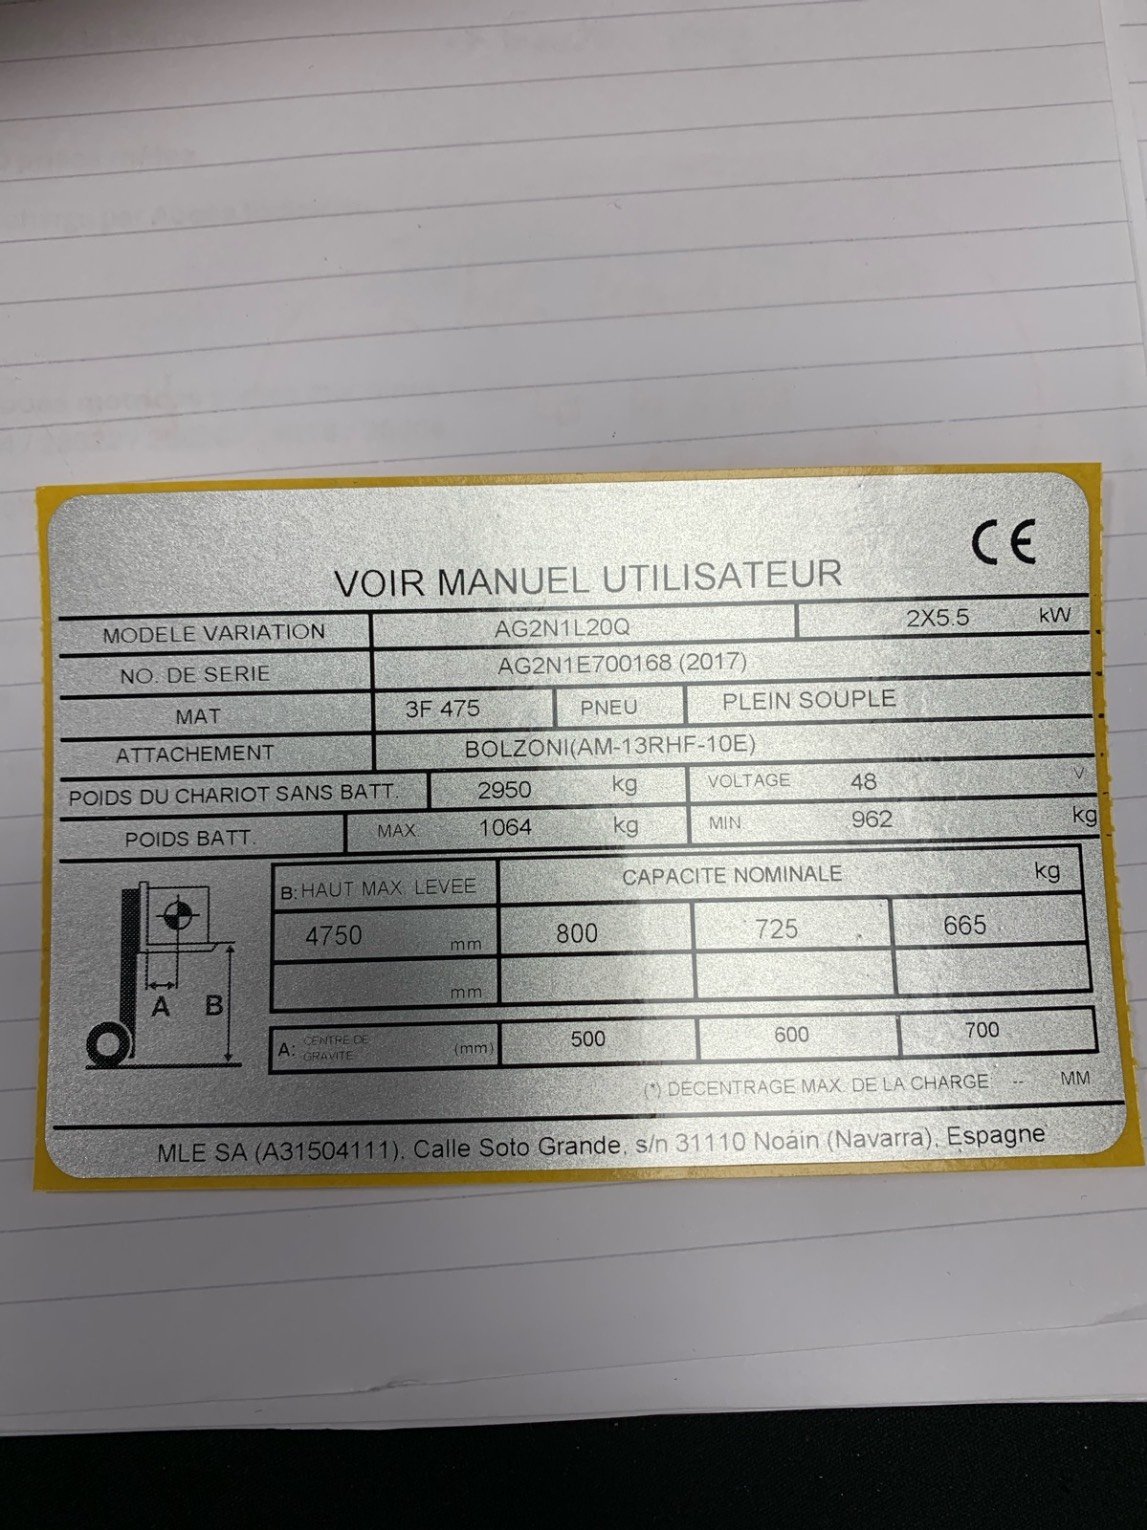 CE
VOIR MANUEL UTILISATEUR
MODELE VARIATION AG2N1L20Q 2X5.5 kW
NO. DE SERIE AG2N1E700168 (2017)
MAT 3F 475 PNEU PLEIN SOUPLE
ATTACHEMENT BOLZONI(AM-13RHF-10E)
POIDS DU CHARIOT SANS BATT. 2950 kg VOLTAGE 48 V
POIDS BATT. MAX 1064 kg MIN 962 kg
B: HAUT MAX. LEVEE CAPACITE NOMINALE kg
4750 mm 800 725 665
mm
A B
A: CENTRE DE GRAVITE (mm) 500 600 700
(*) DECENTRAGE MAX. DE LA CHARGE -- MM
MLE SA (A31504111), Calle Soto Grande, s/n 31110 Noáin (Navarra), Espagne